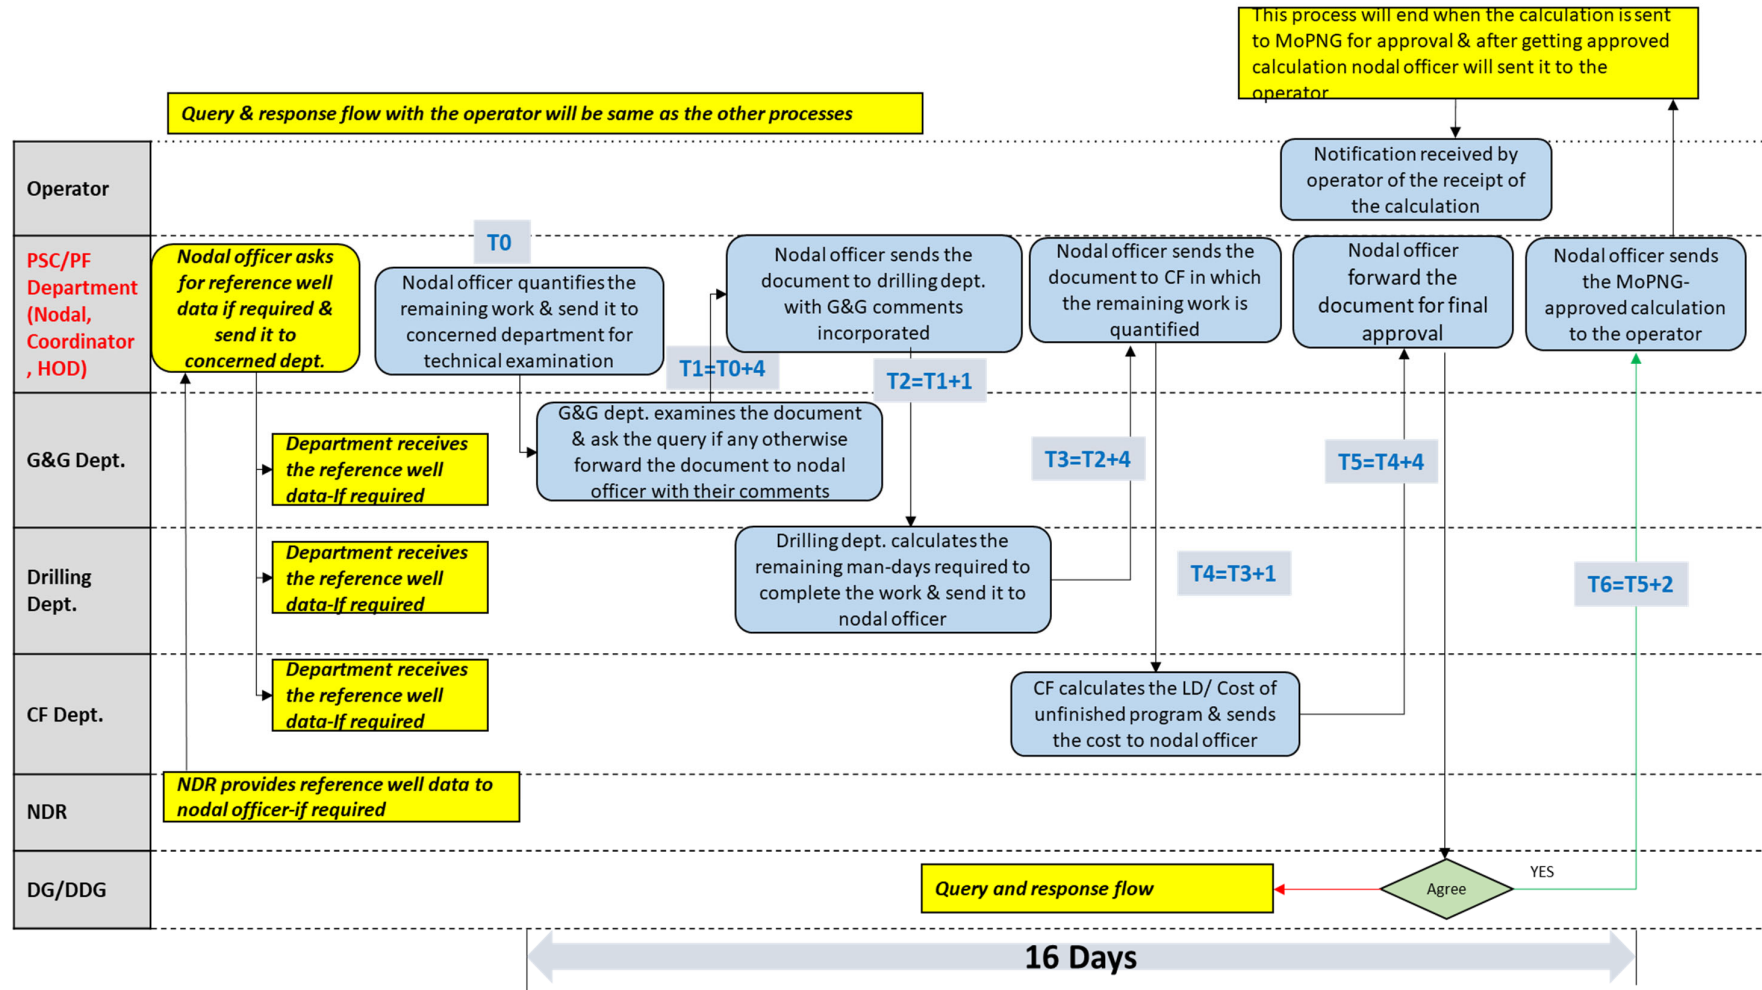 This process will end when the calculation is sent
to MoPNG for approval & after getting approved
calculation nodal officer will sent it to the
operator
Query & response flow with the operator will be same as the other processes
Operator
Notification received by
operator of the receipt of
the calculation
PSC/PF
Department
(Nodal,
Coordinator
, HOD)
Nodal officer asks
for reference well
data if required &
send it to
concerned dept.
T0
Nodal officer quantifies the
remaining work & send it to
concerned department for
technical examination
T1=T0+4
Nodal officer sends the
document to drilling dept.
with G&G comments
incorporated
T2=T1+1
Nodal officer sends the
document to CF in which
the remaining work is
quantified
Nodal officer
forward the
document for final
approval
Nodal officer sends
the MoPNG-
approved calculation
to the operator
G&G Dept.
Department receives
the reference well
data-If required
G&G dept. examines the document
& ask the query if any otherwise
forward the document to nodal
officer with their comments
T3=T2+4
T5=T4+4
Drilling
Dept.
Department receives
the reference well
data-If required
Drilling dept. calculates the
remaining man-days required to
complete the work & send it to
nodal officer
T4=T3+1
T6=T5+2
CF Dept.
Department receives
the reference well
data-If required
CF calculates the LD/ Cost of
unfinished program & sends
the cost to nodal officer
NDR
NDR provides reference well data to
nodal officer-if required
DG/DDG
Query and response flow
Agree
YES
16 Days